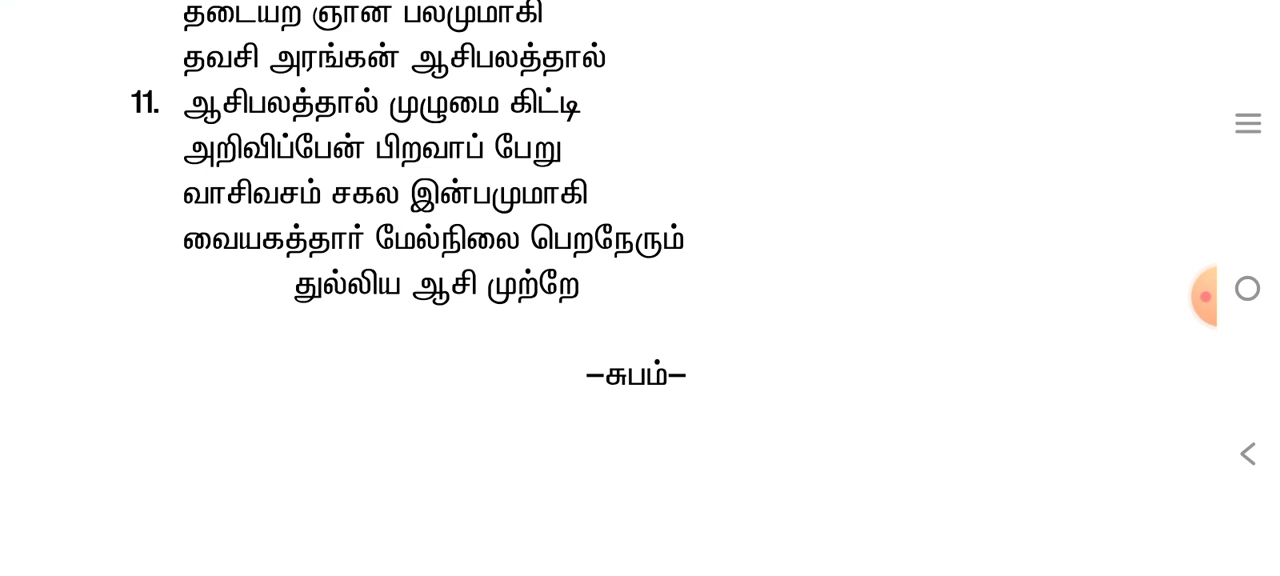 தடையற ஞான பலமுமாகி
தவசி அரங்கன் ஆசிபலத்தால்
11. ஆசிபலத்தால் முழுமை கிட்டி
அறிவிப்பேன் பிறவாப் பேறு
வாசிவசம் சகல இன்பமுமாகி
வையகத்தார் மேல்நிலை பெறநேரும்
துல்லிய ஆசி முற்றே
–சுபம்–